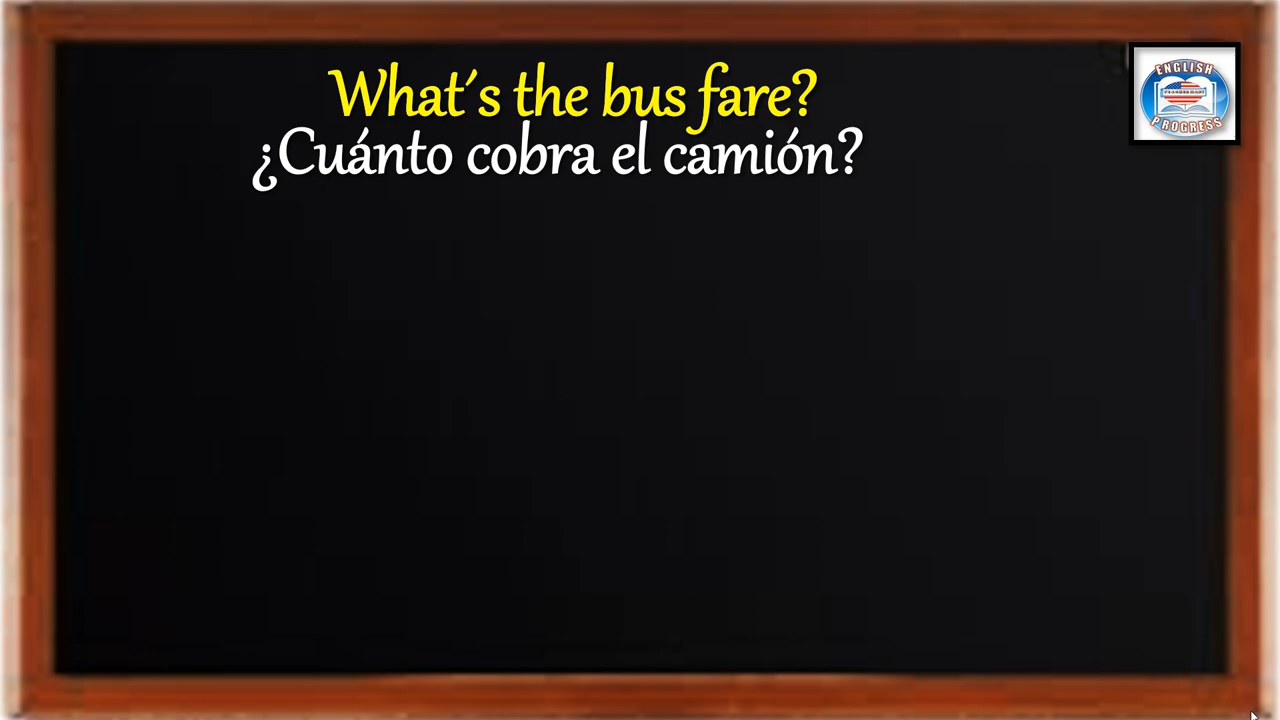 What´s the bus fare?
¿Cuánto cobra el camión?
ENGLISH
PROGRESS